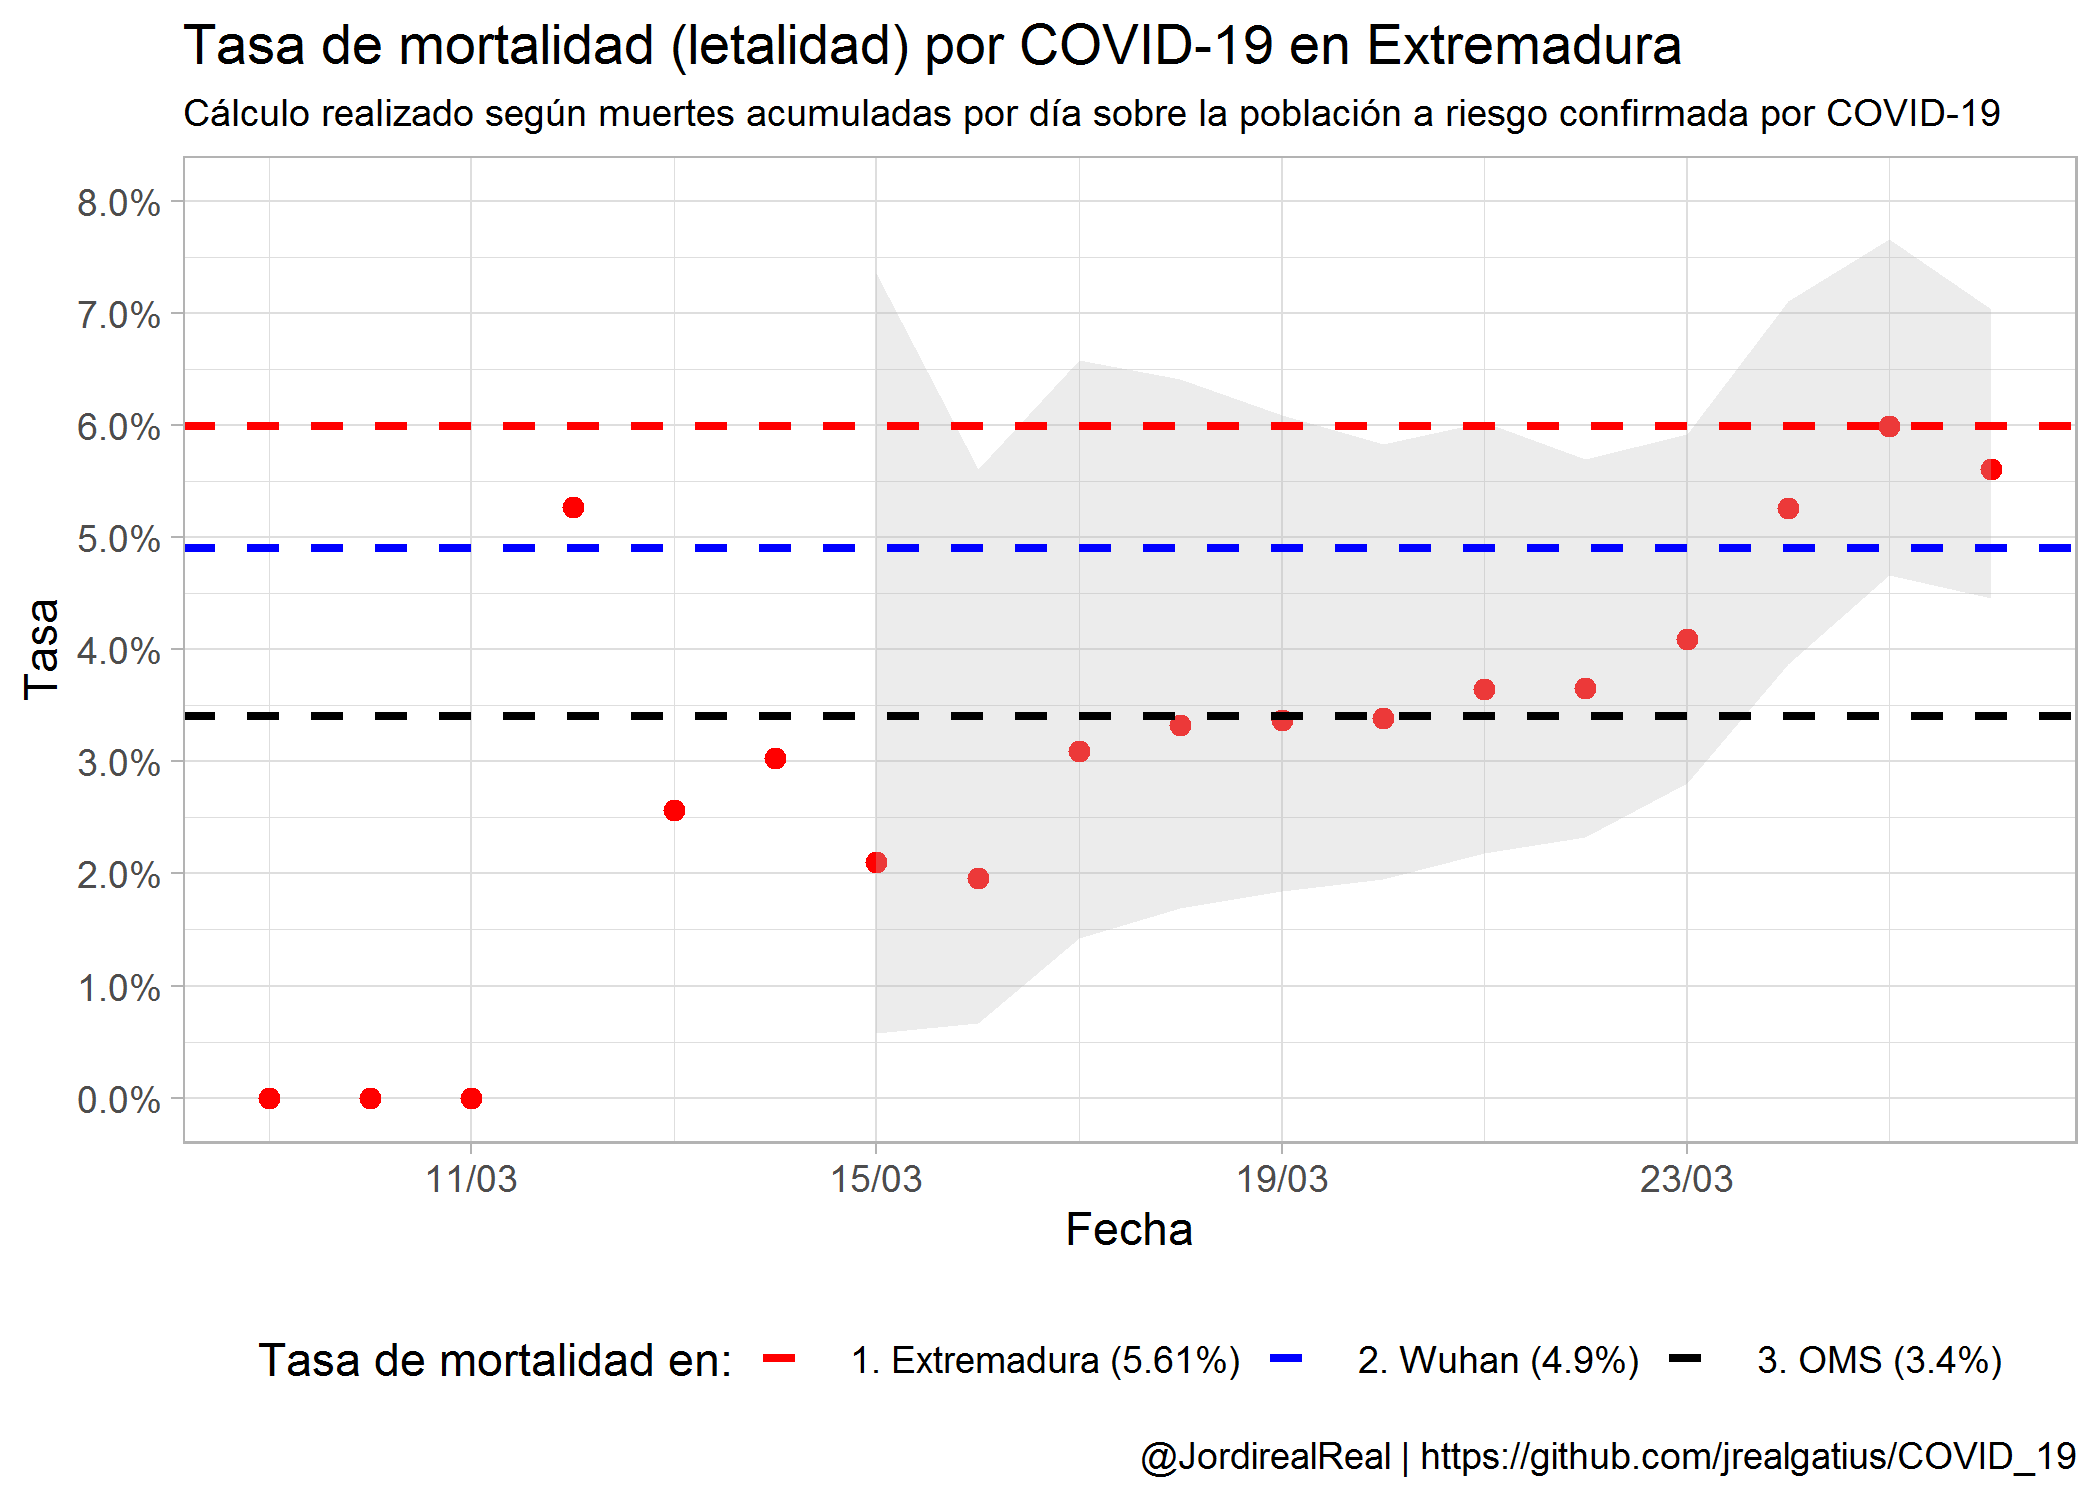 Tasa de mortalidad (letalidad) por COVID-19 en Extremadura
Cálculo realizado según muertes acumuladas por día sobre la población a riesgo confirmada por COVID-19
8.0%
7.0%
6.0%
5.0%
4.0%
3.0%
2.0%
1.0%
0.0%
Tasa
11/03 15/03 19/03 23/03
Fecha
Tasa de mortalidad en: 1. Extremadura (5.61%) 2. Wuhan (4.9%) 3. OMS (3.4%)
@JordirealReal | https://github.com/jrealgatius/COVID_19